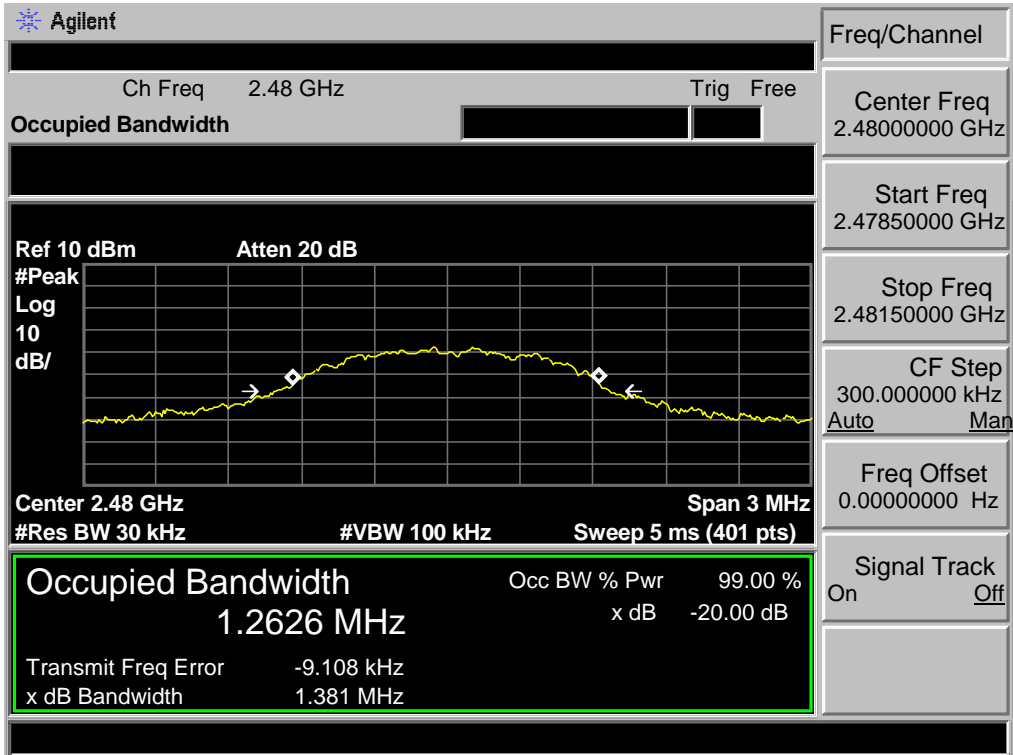 Agilent
Freq/Channel
Ch Freq 2.48 GHz Trig Free
Occupied Bandwidth
Center Freq
2.48000000 GHz
Start Freq
2.47850000 GHz
Stop Freq
2.48150000 GHz
CF Step
300.000000 kHz
Auto Man
Freq Offset
0.00000000 Hz
Signal Track
On Off
Ref 10 dBm Atten 20 dB
#Peak
Log
10
dB/
Center 2.48 GHz Span 3 MHz
#Res BW 30 kHz #VBW 100 kHz Sweep 5 ms (401 pts)
Occupied Bandwidth Occ BW % Pwr 99.00 %
1.2626 MHz x dB -20.00 dB
Transmit Freq Error -9.108 kHz
x dB Bandwidth 1.381 MHz